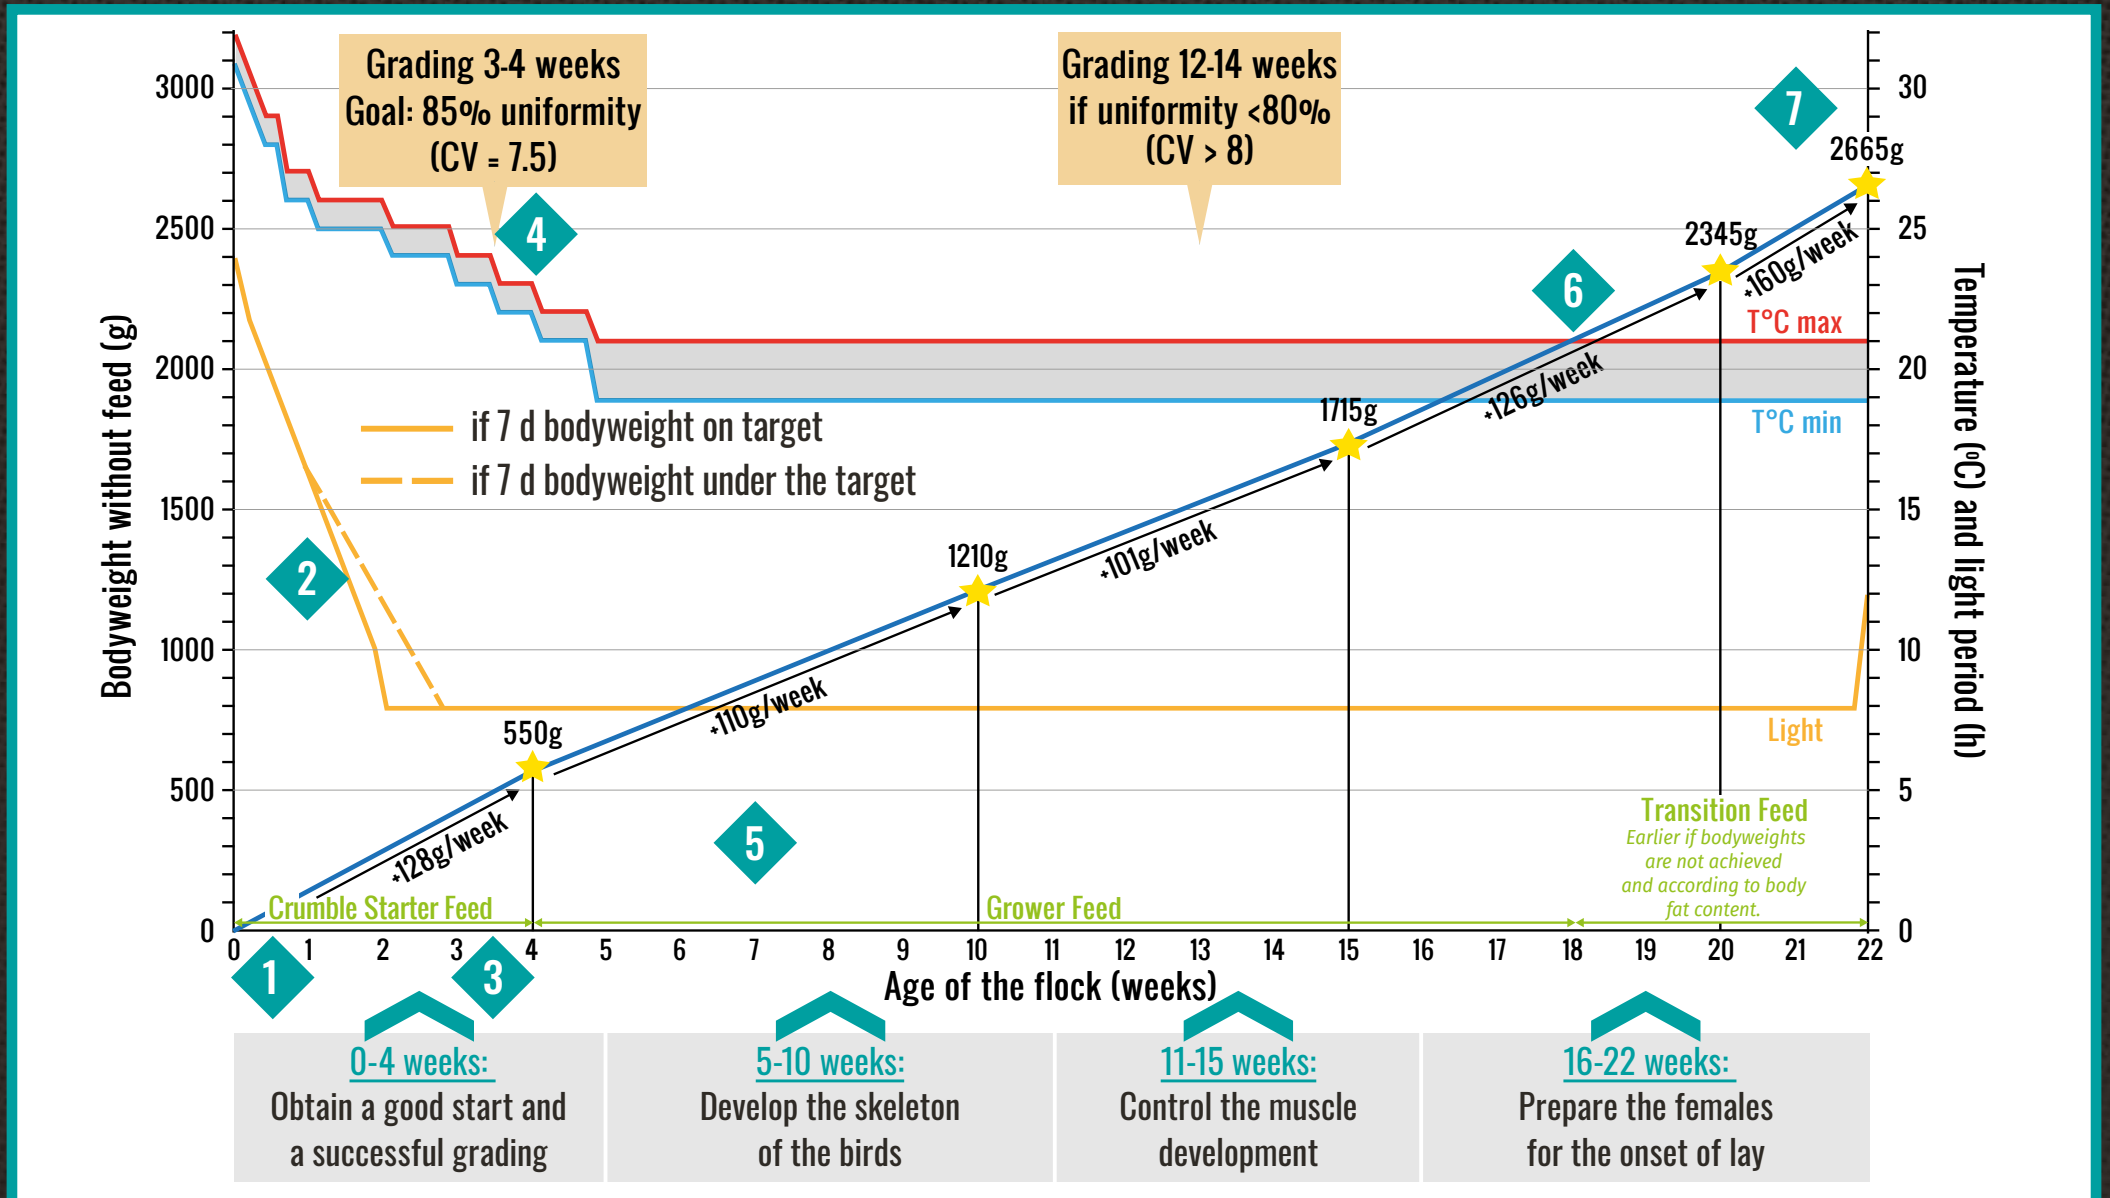 Grading 3-4 weeks
Goal: 85% uniformity
(CV = 7.5)
Grading 12-14 weeks
if uniformity <80%
(CV > 8)
3000
2500
2000
1500
1000
500
0
Bodyweight without feed (g)
30
25
20
15
10
5
0
Temperature (ºC) and light period (h)
1
2
3
4
5
6
7
if 7 d bodyweight on target
if 7 d bodyweight under the target
550g
1210g
1715g
2345g
2665g
+128g/week
+110g/week
+101g/week
+126g/week
+160g/week
T°C max
T°C min
Light
Crumble Starter Feed
Grower Feed
Transition Feed
Earlier if bodyweights
are not achieved
and according to body
fat content.
0 1 2 3 4 5 6 7 8 9 10 11 12 13 14 15 16 17 18 19 20 21 22
Age of the flock (weeks)
0-4 weeks:
Obtain a good start and
a successful grading
5-10 weeks:
Develop the skeleton
of the birds
11-15 weeks:
Control the muscle
development
16-22 weeks:
Prepare the females
for the onset of lay